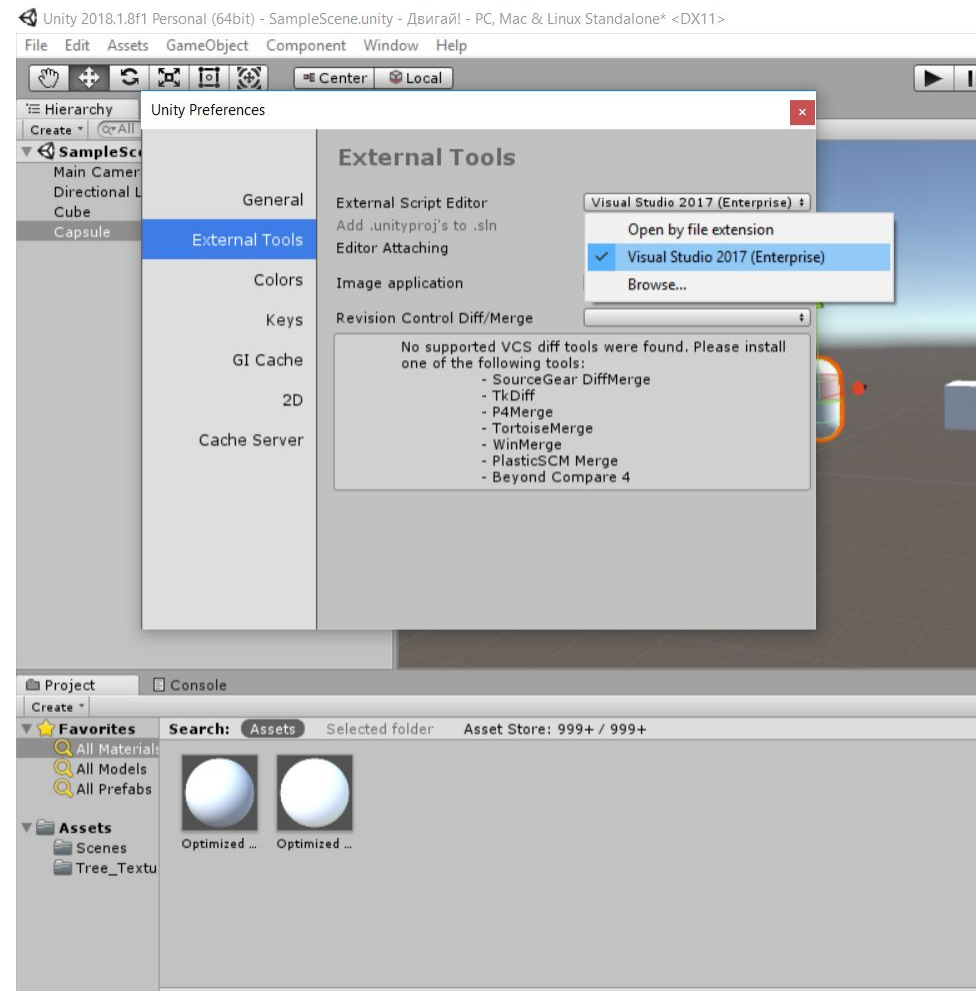 Unity 2018.1.8f1 Personal (64bit) - SampleScene.unity - Двигай! - PC, Mac & Linux Standalone* <DX11>
File Edit Assets GameObject Component Window Help
Center Local
Hierarchy
Create All
SampleSc
Main Camer
Directional L
Cube
Capsule
Unity Preferences
General
External Tools
Colors
Keys
GI Cache
2D
Cache Server
External Tools
External Script Editor Visual Studio 2017 (Enterprise)
Add .unityproj's to .sln
Editor Attaching
Image application
Revision Control Diff/Merge
Open by file extension
Visual Studio 2017 (Enterprise)
Browse...
No supported VCS diff tools were found. Please install
one of the following tools:
- SourceGear DiffMerge
- TkDiff
- P4Merge
- TortoiseMerge
- WinMerge
- PlasticSCM Merge
- Beyond Compare 4
Project Console
Create
Favorites
All Materials
All Models
All Prefabs
Assets
Scenes
Tree_Textu
Search: Assets Selected folder Asset Store: 999+ / 999+
Optimized ... Optimized ...